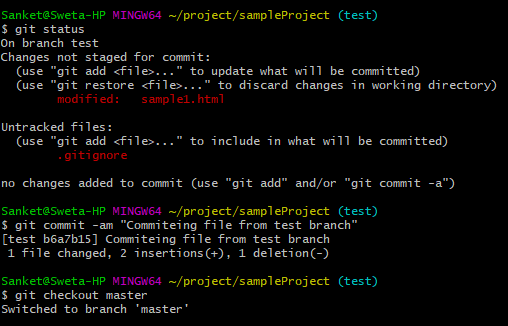 Sanket@Sweta-HP MINGW64 ~/project/sampleProject (test)
$ git status
On branch test
Changes not staged for commit:
  (use "git add <file>..." to update what will be committed)
  (use "git restore <file>..." to discard changes in working directory)
        modified:   sample1.html

Untracked files:
  (use "git add <file>..." to include in what will be committed)
        .gitignore

no changes added to commit (use "git add" and/or "git commit -a")

Sanket@Sweta-HP MINGW64 ~/project/sampleProject (test)
$ git commit -am "Commiteing file from test branch"
[test b6a7b15] Commiteing file from test branch
 1 file changed, 2 insertions(+), 1 deletion(-)

Sanket@Sweta-HP MINGW64 ~/project/sampleProject (test)
$ git checkout master
Switched to branch 'master'